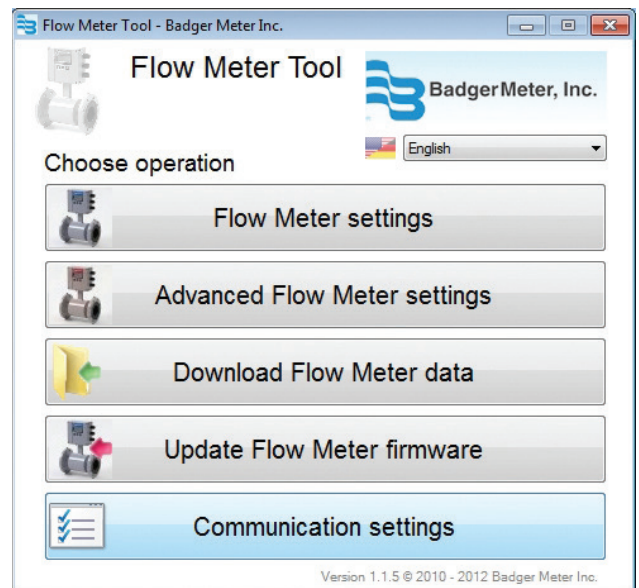 Flow Meter Tool - Badger Meter Inc.
Flow Meter Tool
BadgerMeter, Inc.
English
Choose operation
Flow Meter settings
Advanced Flow Meter settings
Download Flow Meter data
Update Flow Meter firmware
Communication settings
Version 1.1.5 © 2010 - 2012 Badger Meter Inc.